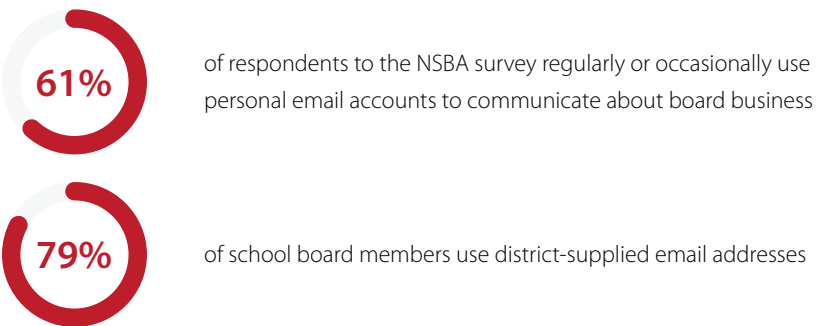 61%
of respondents to the NSBA survey regularly or occasionally use
personal email accounts to communicate about board business
79%
of school board members use district-supplied email addresses